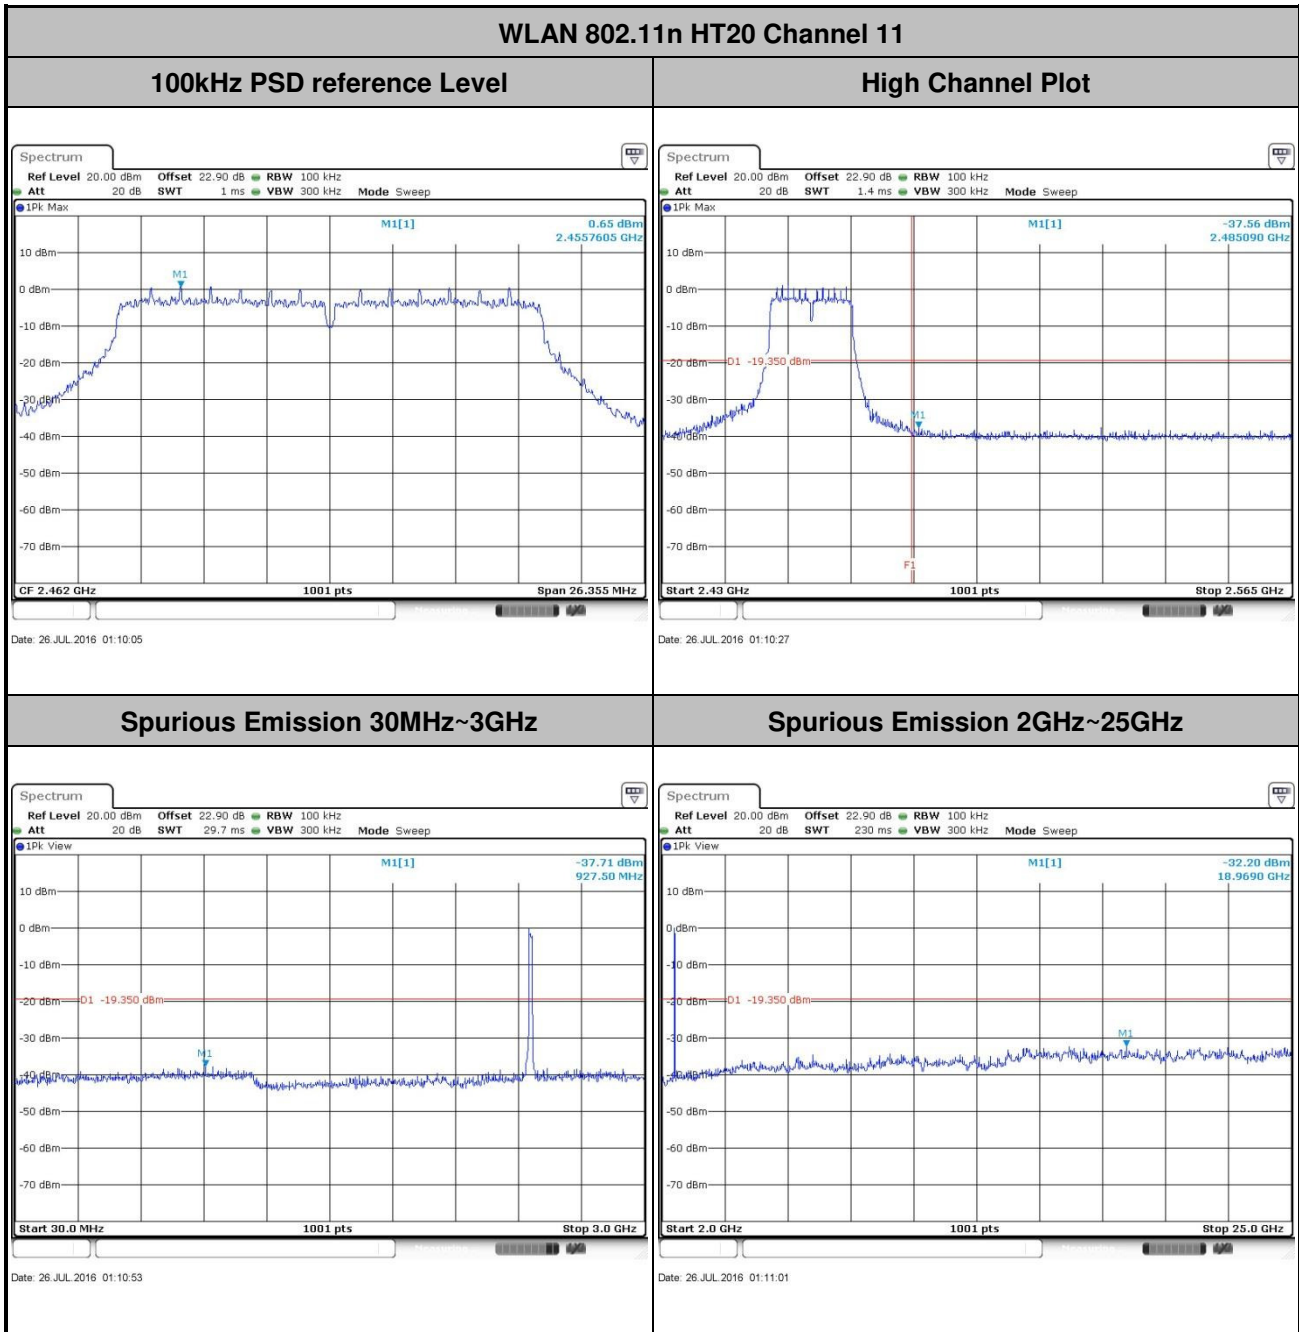 WLAN 802.11n HT20 Channel 11
100kHz PSD reference Level
High Channel Plot
Spectrum
Ref Level 20.00 dBm Offset 22.90 dB RBW 100 kHz
Att 20 dB SWT 1 ms VBW 300 kHz Mode Sweep
1Pk Max
M1[1] 0.65 dBm
2.4557605 GHz
10 dBm
M1
0 dBm
-10 dBm
-20 dBm
-30 dBm
-40 dBm
-50 dBm
-60 dBm
-70 dBm
CF 2.462 GHz 1001 pts Span 26.355 MHz
Date: 26.JUL.2016 01:10:05
Spectrum
Ref Level 20.00 dBm Offset 22.90 dB RBW 100 kHz
Att 20 dB SWT 1.4 ms VBW 300 kHz Mode Sweep
1Pk Max
M1[1] -37.56 dBm
2.485090 GHz
10 dBm
0 dBm
-10 dBm
-20 dBm D1 -19.350 dBm
-30 dBm
M1
-40 dBm
-50 dBm
-60 dBm
-70 dBm
F1
Start 2.43 GHz 1001 pts Stop 2.565 GHz
Date: 26.JUL.2016 01:10:27
Spurious Emission 30MHz~3GHz
Spurious Emission 2GHz~25GHz
Spectrum
Ref Level 20.00 dBm Offset 22.90 dB RBW 100 kHz
Att 20 dB SWT 29.7 ms VBW 300 kHz Mode Sweep
1Pk View
M1[1] -37.71 dBm
927.50 MHz
10 dBm
0 dBm
-10 dBm
-20 dBm D1 -19.350 dBm
-30 dBm
M1
-40 dBm
-50 dBm
-60 dBm
-70 dBm
Start 30.0 MHz 1001 pts Stop 3.0 GHz
Date: 26.JUL.2016 01:10:53
Spectrum
Ref Level 20.00 dBm Offset 22.90 dB RBW 100 kHz
Att 20 dB SWT 230 ms VBW 300 kHz Mode Sweep
1Pk View
M1[1] -32.20 dBm
18.9690 GHz
10 dBm
0 dBm
-10 dBm
-20 dBm D1 -19.350 dBm
-30 dBm
M1
-40 dBm
-50 dBm
-60 dBm
-70 dBm
Start 2.0 GHz 1001 pts Stop 25.0 GHz
Date: 26.JUL.2016 01:11:01